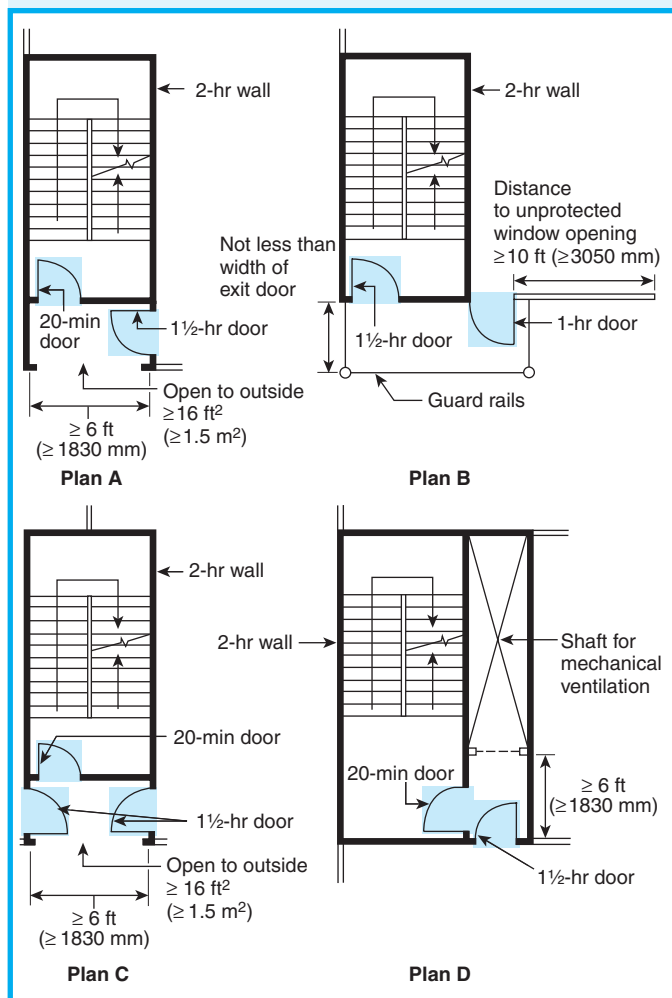 2-hr wall
20-min
door
1½-hr door
Open to outside
≥16 ft²
(≥1.5 m²)
≥ 6 ft
(≥ 1830 mm)
Plan A
2-hr wall
Distance
to unprotected
window opening
≥10 ft (≥3050 mm)
Not less than
width of
exit door
1½-hr door
1-hr door
Guard rails
Plan B
2-hr wall
20-min door
1½-hr door
Open to outside
≥ 16 ft²
(≥ 1.5 m²)
≥ 6 ft
(≥ 1830 mm)
Plan C
2-hr wall
Shaft for
mechanical
ventilation
20-min door
≥ 6 ft
(≥ 1830 mm)
1½-hr door
Plan D